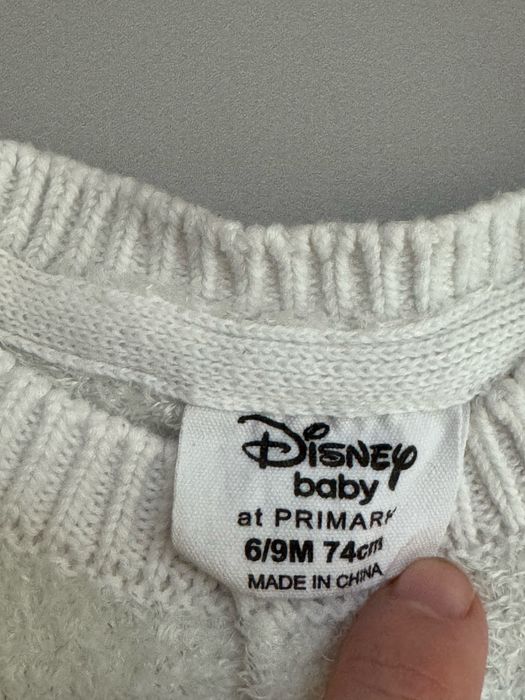 Disney
baby
at PRIMARK
6/9M 74cm
MADE IN CHINA